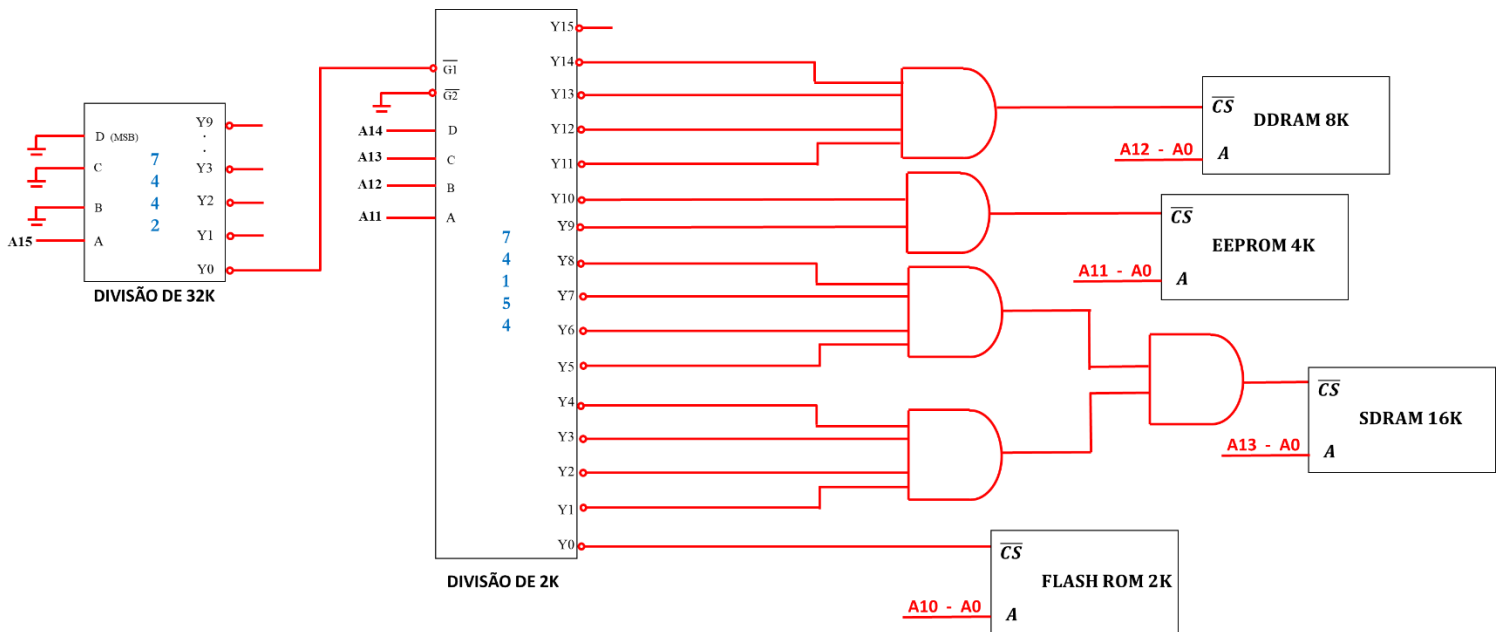 D (MSB)
C
B
A15
A
7
4
4
2
Y9
.
.
Y3
Y2
Y1
Y0
DIVISÃO DE 32K
G1
G2
A14
D
A13
C
A12
B
A11
A
7
4
1
5
4
Y15
Y14
Y13
Y12
Y11
Y10
Y9
Y8
Y7
Y6
Y5
Y4
Y3
Y2
Y1
Y0
DIVISÃO DE 2K
CS
DDRAM 8K
A12 - A0
A
CS
EEPROM 4K
A11 - A0
A
CS
SDRAM 16K
A13 - A0
A
CS
FLASH ROM 2K
A10 - A0
A